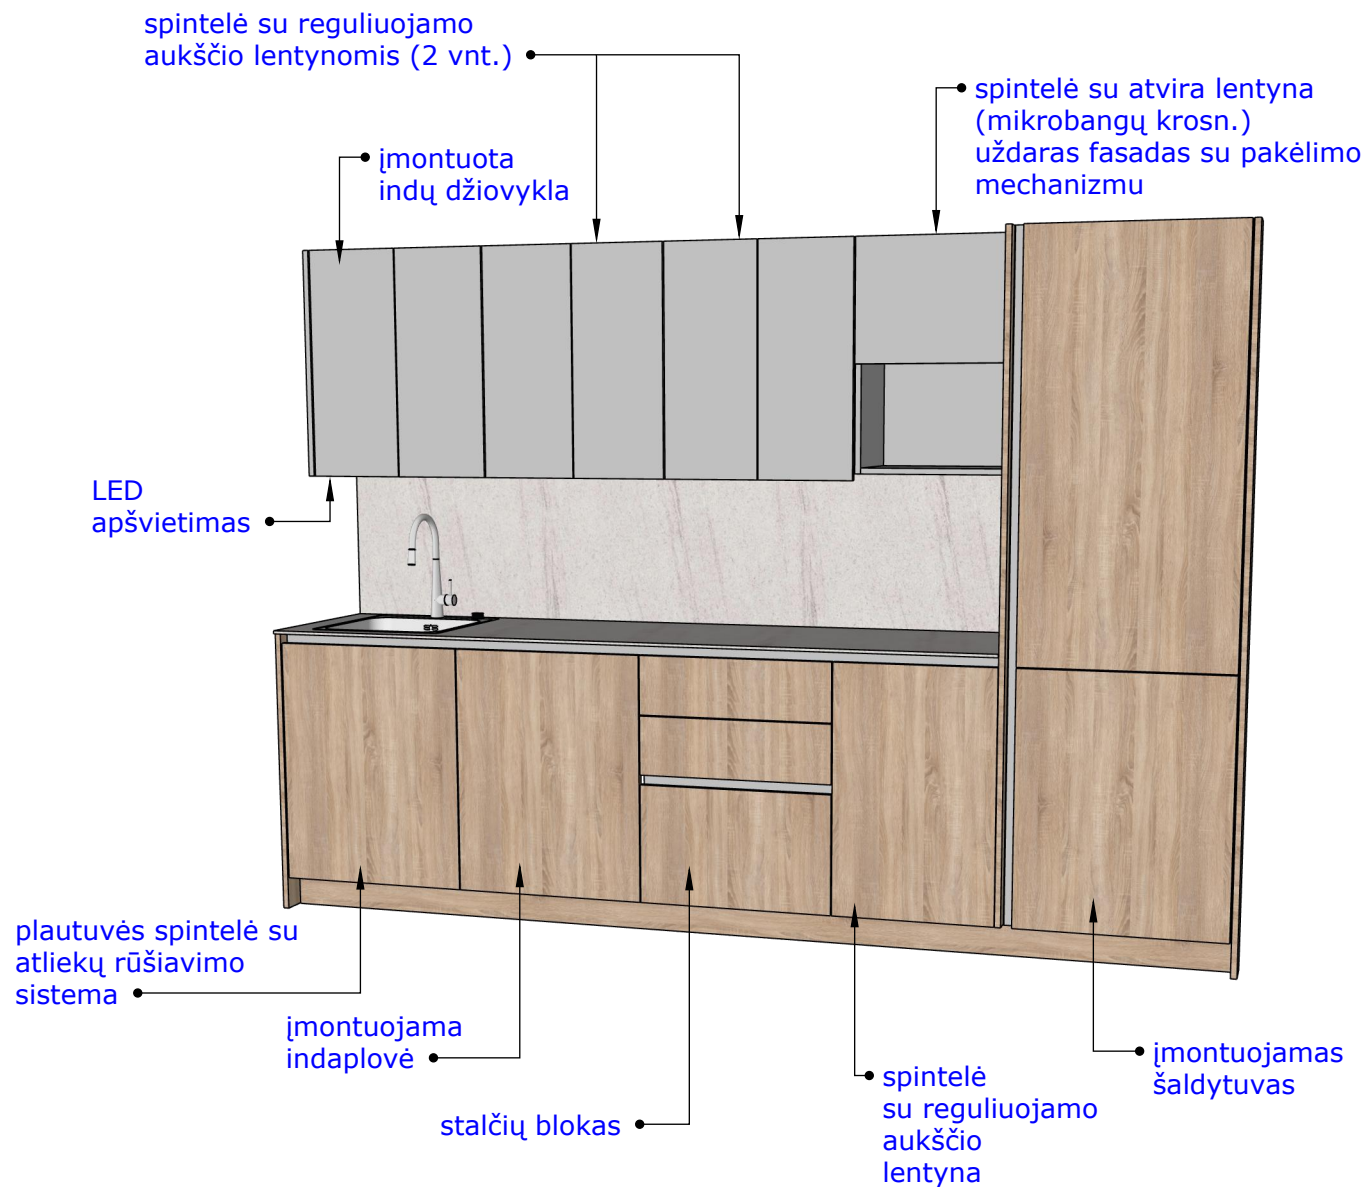 spintelė su reguliuojamo
aukščio lentynomis (2 vnt.)
spintelė su atvira lentyna
(mikrobangų krosn.)
uždaras fasadas su pakėlimo
mechanizmu
įmontuota
indų džiovykla
LED
apšvietimas
plautuvės spintelė su
atliekų rūšiavimo
sistema
įmontuojama
indaplovė
stalčių blokas
spintelė
su reguliuojamo
aukščio
lentyna
įmontuojamas
šaldytuvas